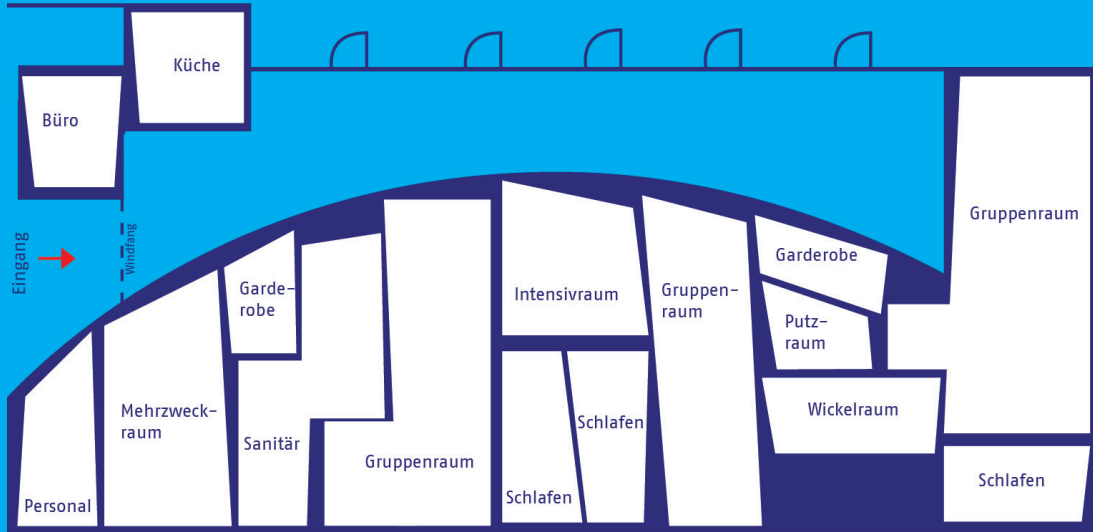 Küche
Büro
Eingang
Windfang
Gruppenraum
Garderobe
Garde-
robe
Intensivraum
Gruppen-
raum
Putz-
raum
Mehrzweck-
raum
Wickelraum
Schlafen
Sanitär
Gruppenraum
Schlafen
Schlafen
Personal